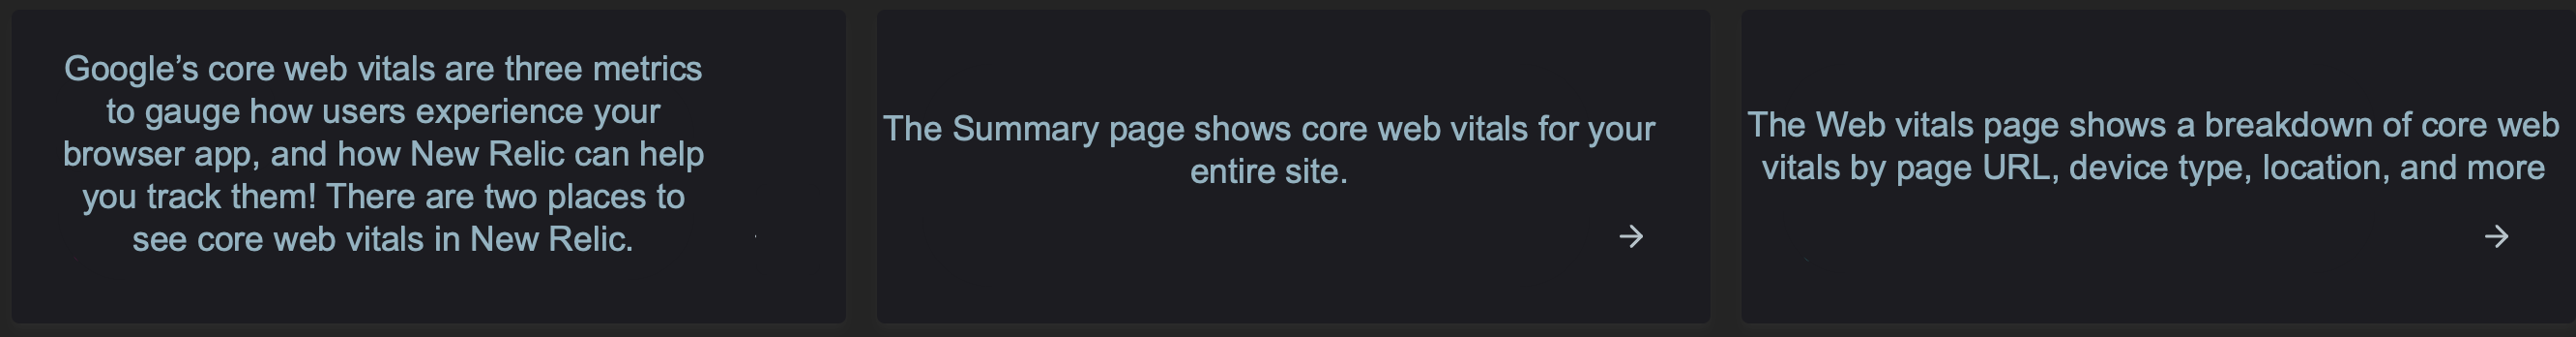 Google’s core web vitals are three metrics
to gauge how users experience your
browser app, and how New Relic can help
you track them! There are two places to
see core web vitals in New Relic.
The Summary page shows core web vitals for your
entire site.
The Web vitals page shows a breakdown of core web
vitals by page URL, device type, location, and more